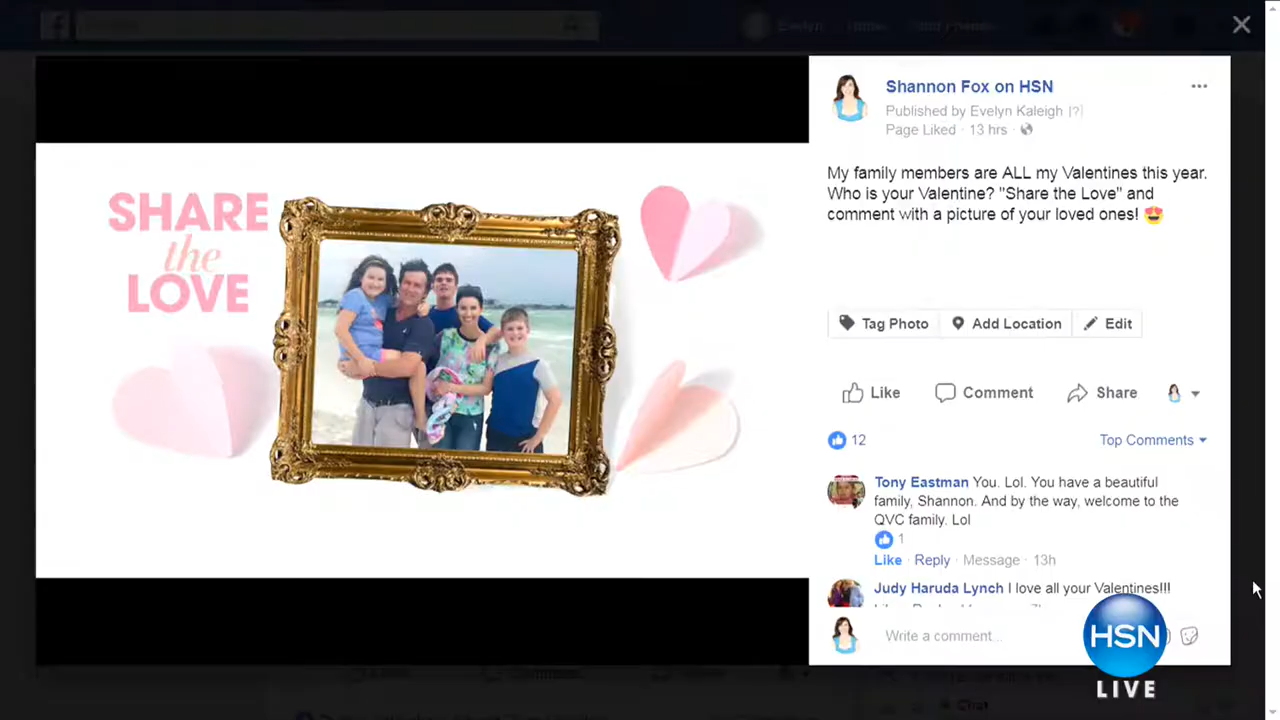 Evelyn
SHARE
the
LOVE
Shannon Fox on HSN
Published by Evelyn Kaleigh [?]
Page Liked · 13 hrs ·
My family members are ALL my Valentines this year.
Who is your Valentine? "Share the Love" and
comment with a picture of your loved ones! 😍
Tag Photo
Add Location
Edit
Like
Comment
Share
12
Top Comments
Tony Eastman You. Lol. You have a beautiful
family, Shannon. And by the way, welcome to the
QVC family. Lol
1
Like · Reply · Message · 13h
Judy Haruda Lynch I love all your Valentines!!!
Write a comment...
HSN
LIVE
Chat